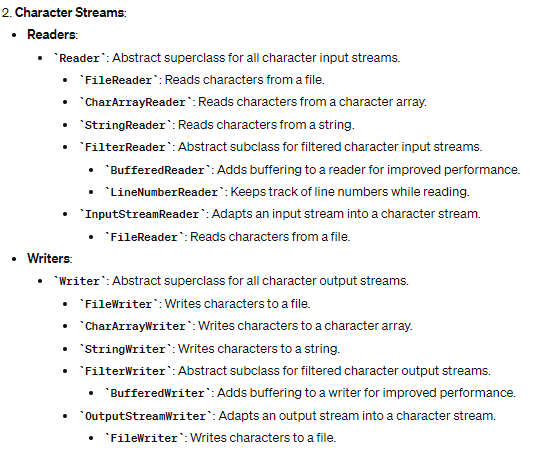 2. Character Streams:
• Readers:
• `Reader`: Abstract superclass for all character input streams.
• `FileReader`: Reads characters from a file.
• `CharArrayReader`: Reads characters from a character array.
• `StringReader`: Reads characters from a string.
• `FilterReader`: Abstract subclass for filtered character input streams.
• `BufferedReader`: Adds buffering to a reader for improved performance.
• `LineNumberReader`: Keeps track of line numbers while reading.
• `InputStreamReader`: Adapts an input stream into a character stream.
• `FileReader`: Reads characters from a file.
• Writers:
• `Writer`: Abstract superclass for all character output streams.
• `FileWriter`: Writes characters to a file.
• `CharArrayWriter`: Writes characters to a character array.
• `StringWriter`: Writes characters to a string.
• `FilterWriter`: Abstract subclass for filtered character output streams.
• `BufferedWriter`: Adds buffering to a writer for improved performance.
• `OutputStreamWriter`: Adapts an output stream into a character stream.
• `FileWriter`: Writes characters to a file.